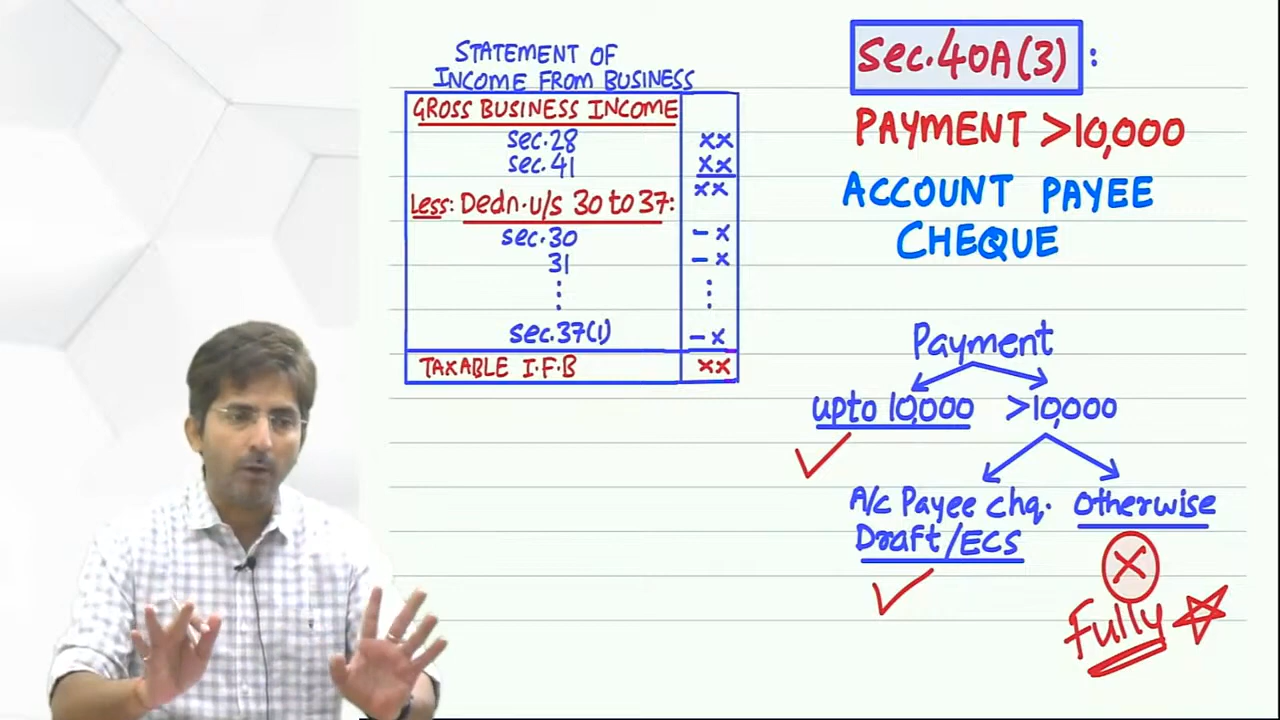 STATEMENT OF
INCOME FROM BUSINESS
GROSS BUSINESS INCOME
sec.28 xx
sec.41 xx
xx
Less: Dedn.u/s 30 to 37:
sec.30 - x
31 - x
⋮ ⋮
sec.37(1) - x
TAXABLE I.F.B xx
Sec.40A(3) :
PAYMENT >10,000
ACCOUNT PAYEE
CHEQUE
Payment
upto 10,000 >10,000
A/c Payee chq. otherwise
Draft/ECS
Fully